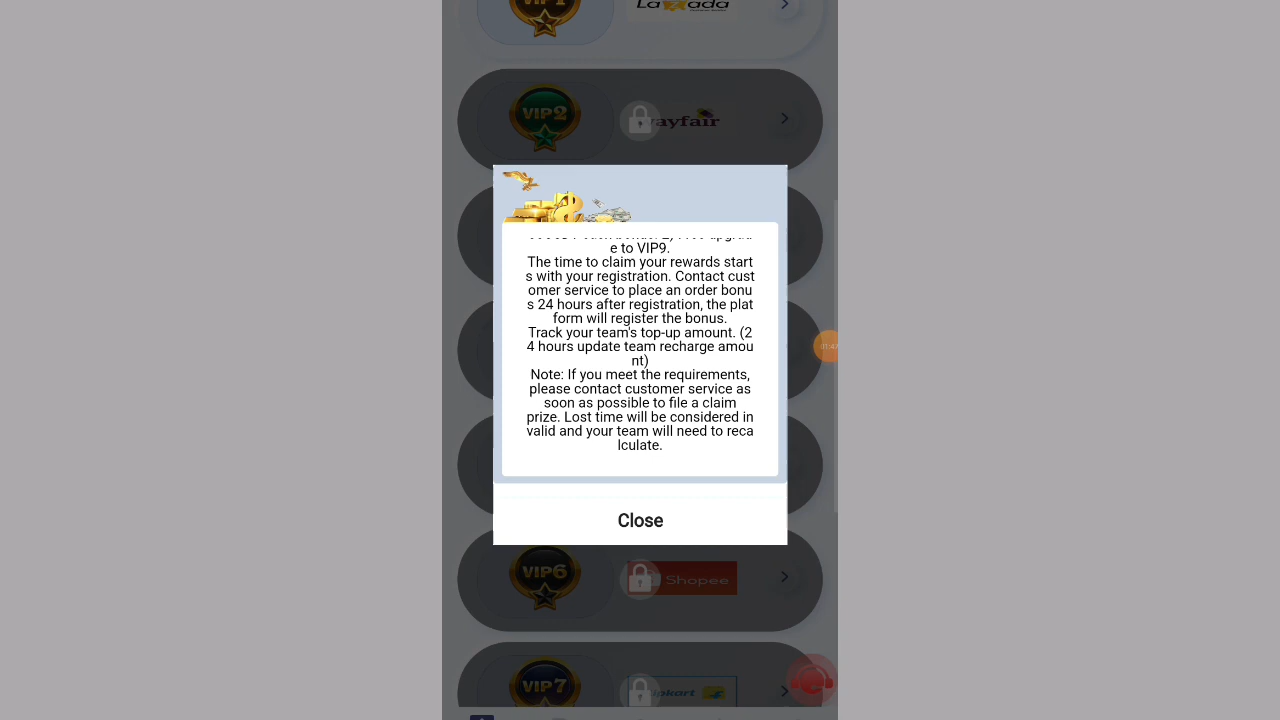 VIP1
Lazada
VIP2
wayfair
e to VIP9.
The time to claim your rewards start
s with your registration. Contact cust
omer service to place an order bonu
s 24 hours after registration, the plat
form will register the bonus.
Track your team's top-up amount. (2
4 hours update team recharge amou
nt)
Note: If you meet the requirements,
please contact customer service as
soon as possible to file a claim
prize. Lost time will be considered in
valid and your team will need to reca
lculate.
Close
VIP6
Shopee
VIP7